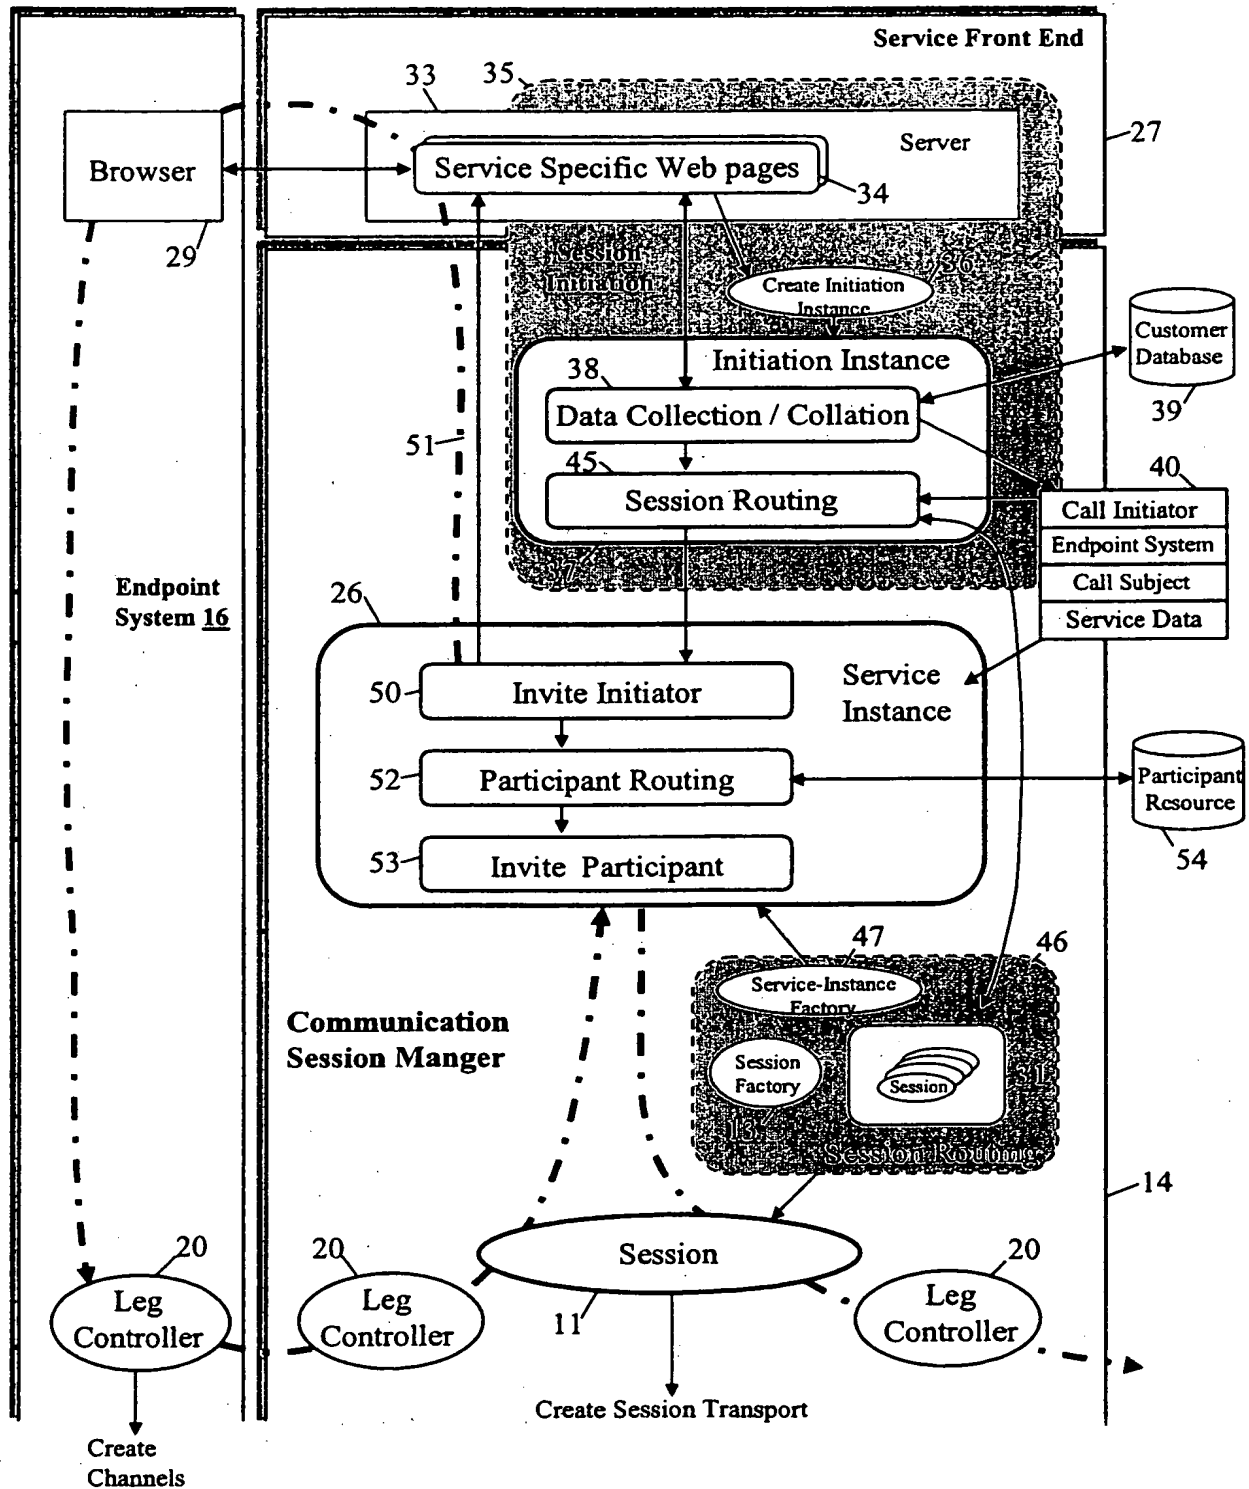 Service Front End
33
35
27
Server
Browser
Service Specific Web pages
34
29
Session
Initiation
36
Create Initiation
Instance
Customer
Database
39
Initiation Instance
38
Data Collection / Collation
51
45
Session Routing
40
Call Initiator
Endpoint System
Call Subject
Service Data
Endpoint
System 16
26
Service
Instance
50
Invite Initiator
52
Participant Routing
Participant
Resource
54
53
Invite Participant
47
46
Service-Instance
Factory
Communication
Session Manger
Session
Factory
Session
31
13
Session Routing
14
20
20
20
Session
Leg
Controller
Leg
Controller
Leg
Controller
11
Create Session Transport
Create
Channels